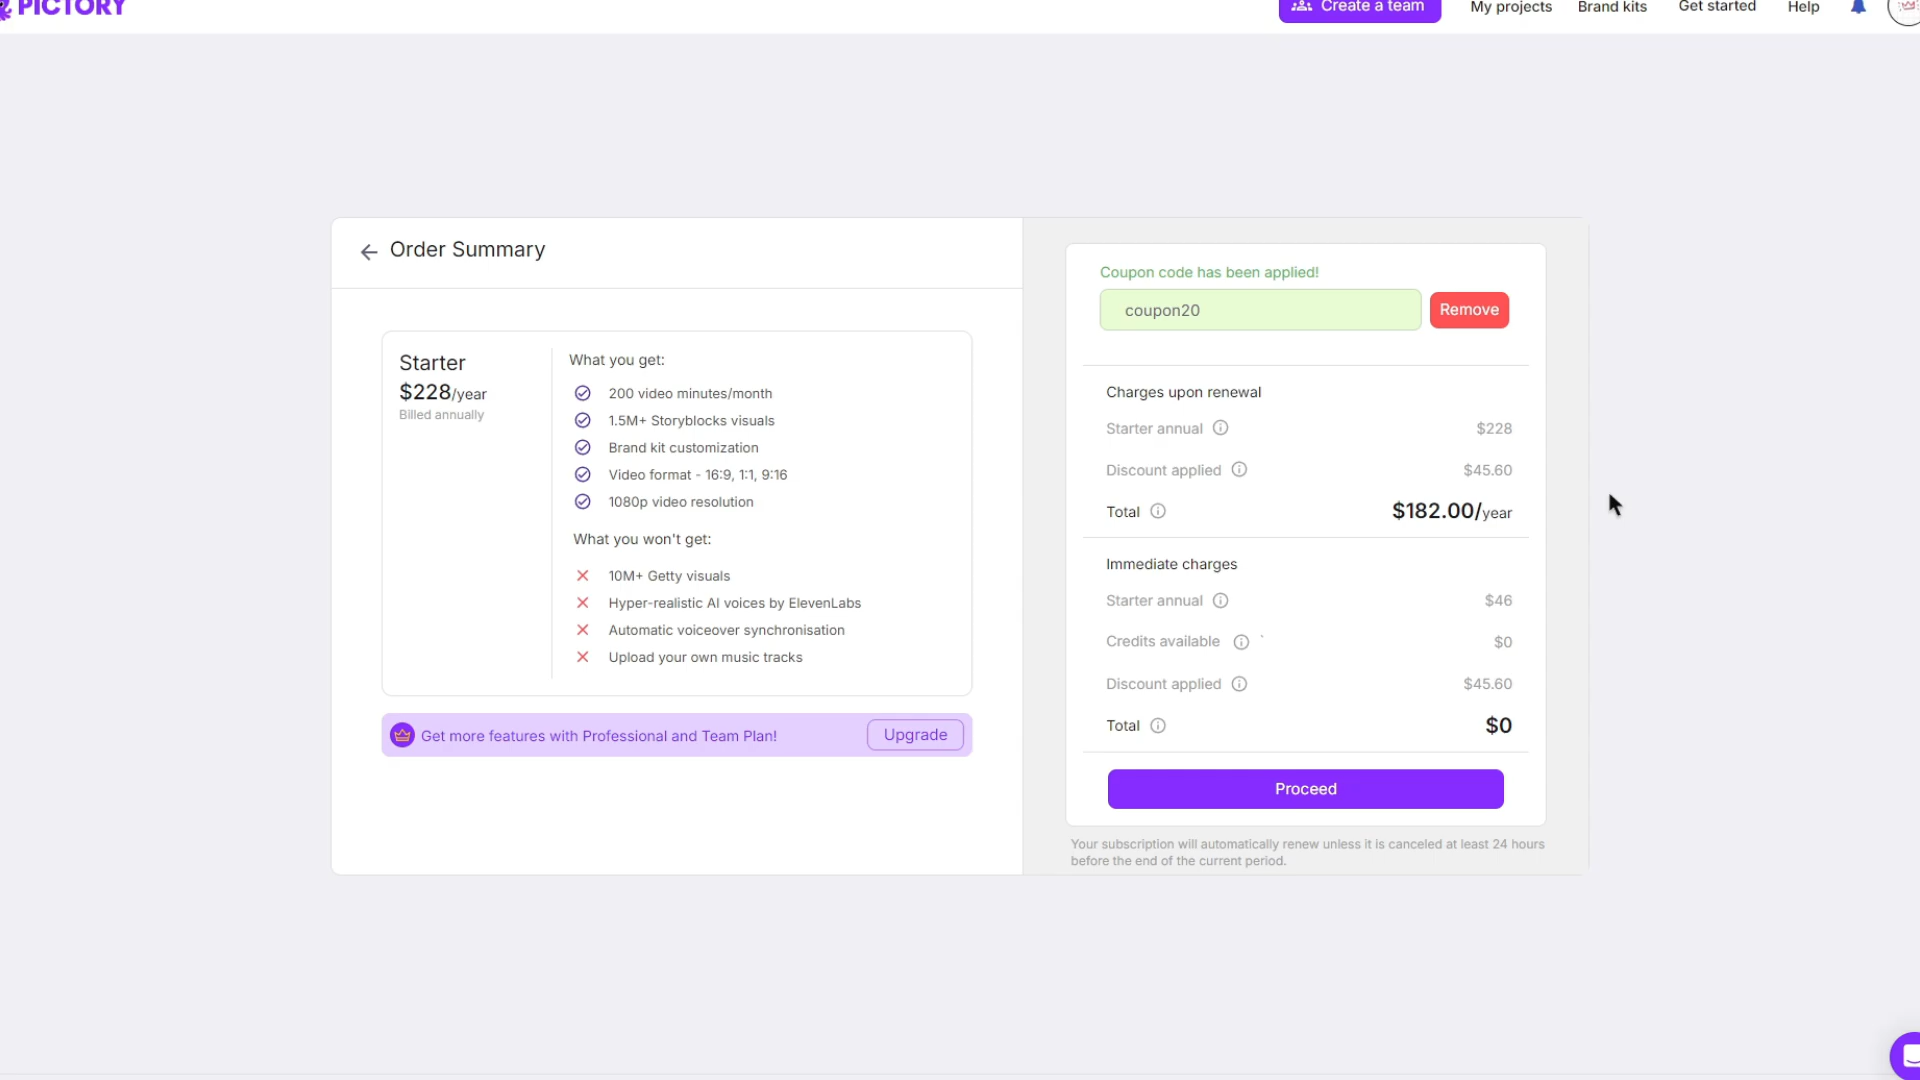 PICTORY
Create a team
My projects
Brand kits
Get started
Help
Order Summary
Starter
$228/year
Billed annually
What you get:
200 video minutes/month
1.5M+ Storyblocks visuals
Brand kit customization
Video format - 16:9, 1:1, 9:16
1080p video resolution
What you won't get:
10M+ Getty visuals
Hyper-realistic AI voices by ElevenLabs
Automatic voiceover synchronisation
Upload your own music tracks
Get more features with Professional and Team Plan!
Upgrade
Coupon code has been applied!
coupon20
Remove
Charges upon renewal
Starter annual $228
Discount applied $45.60
Total $182.00/year
Immediate charges
Starter annual $46
Credits available ` $0
Discount applied $45.60
Total $0
Proceed
Your subscription will automatically renew unless it is canceled at least 24 hours
before the end of the current period.